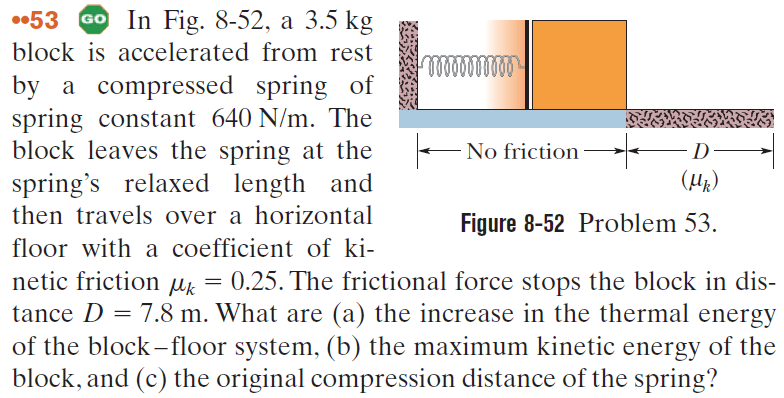 ••53 GO In Fig. 8-52, a 3.5 kg
block is accelerated from rest
by a compressed spring of
spring constant 640 N/m. The
block leaves the spring at the
spring's relaxed length and
then travels over a horizontal
floor with a coefficient of ki-
netic friction μk = 0.25. The frictional force stops the block in dis-
tance D = 7.8 m. What are (a) the increase in the thermal energy
of the block–floor system, (b) the maximum kinetic energy of the
block, and (c) the original compression distance of the spring?
No friction
D
(μk)
Figure 8-52 Problem 53.